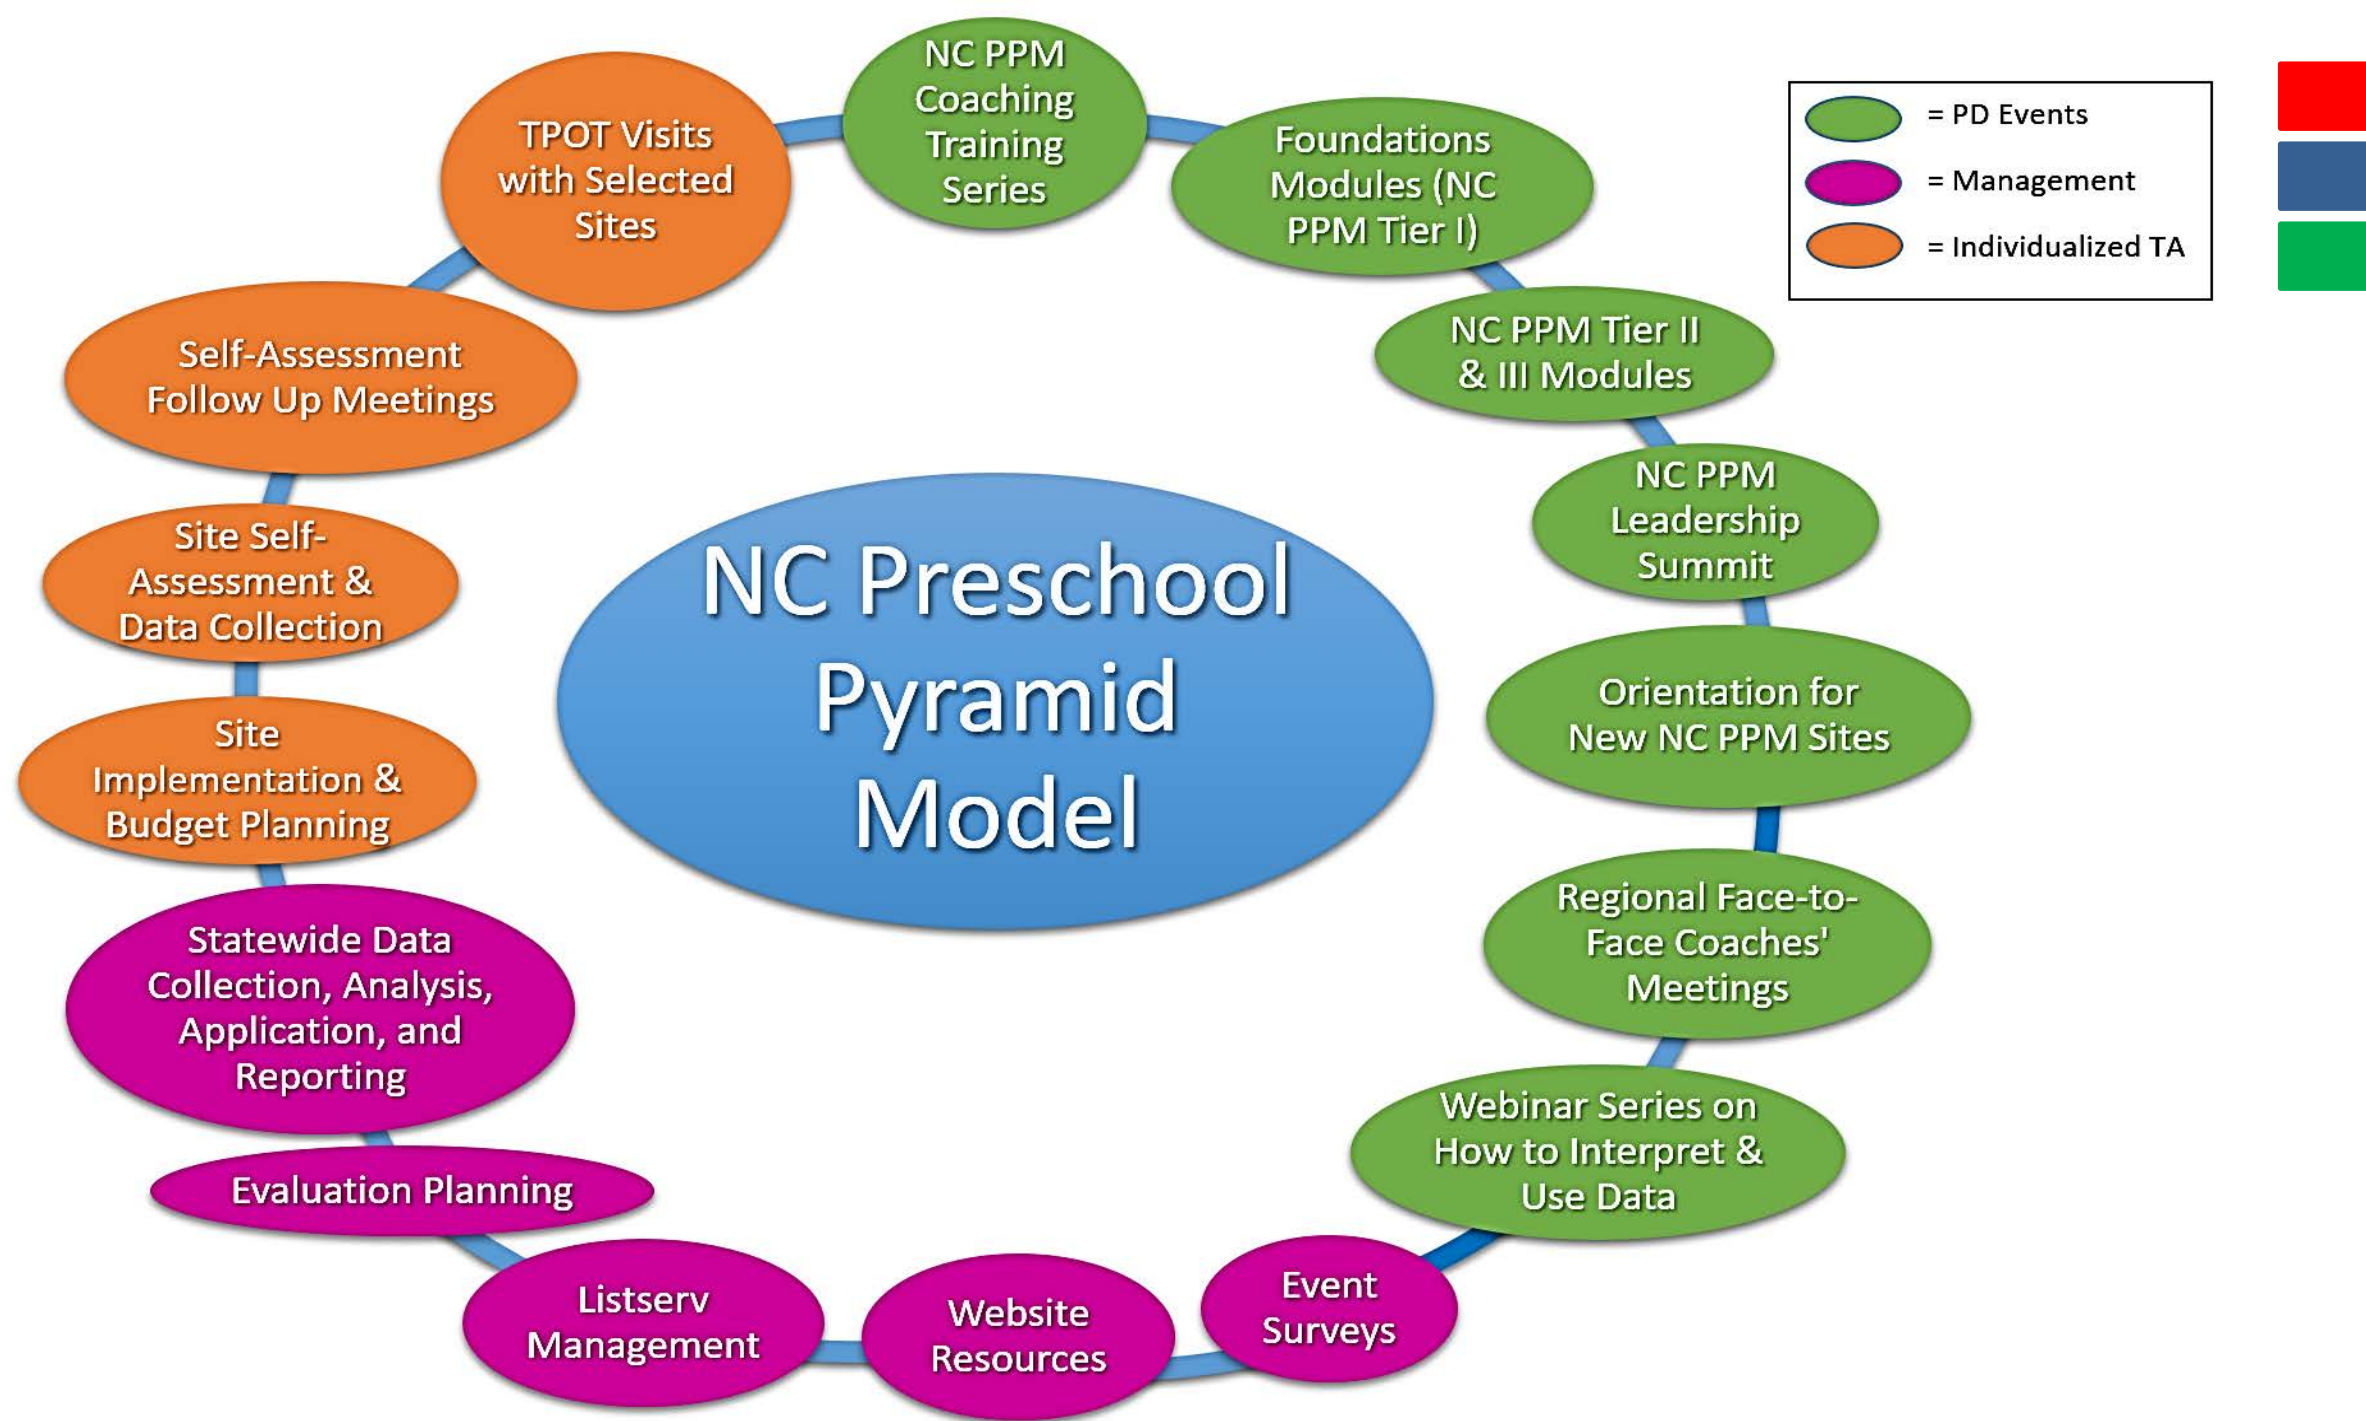 NC PPM
Coaching
Training
Series
Foundations
Modules (NC
PPM Tier I)
NC PPM Tier II
& III Modules
NC PPM
Leadership
Summit
Orientation for
New NC PPM Sites
Regional Face-to-
Face Coaches'
Meetings
Webinar Series on
How to Interpret &
Use Data
Event
Surveys
Website
Resources
Listserv
Management
Evaluation Planning
Statewide Data
Collection, Analysis,
Application, and
Reporting
Site
Implementation &
Budget Planning
Site Self-
Assessment &
Data Collection
Self-Assessment
Follow Up Meetings
TPOT Visits
with Selected
Sites
NC Preschool
Pyramid
Model
= PD Events
= Management
= Individualized TA